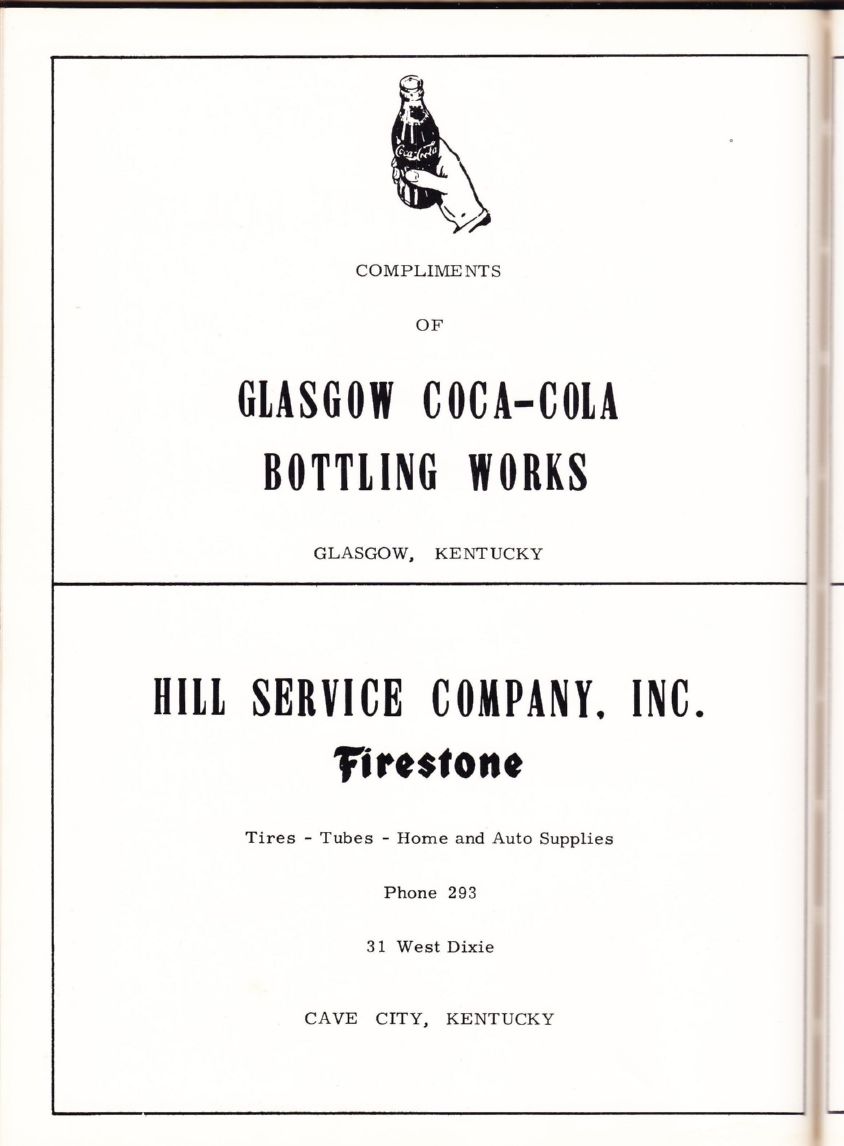 Coca-Cola
COMPLIMENTS
OF
GLASGOW COCA-COLA
BOTTLING WORKS
GLASGOW, KENTUCKY
HILL SERVICE COMPANY, INC.
Firestone
Tires - Tubes - Home and Auto Supplies
Phone 293
31 West Dixie
CAVE CITY, KENTUCKY